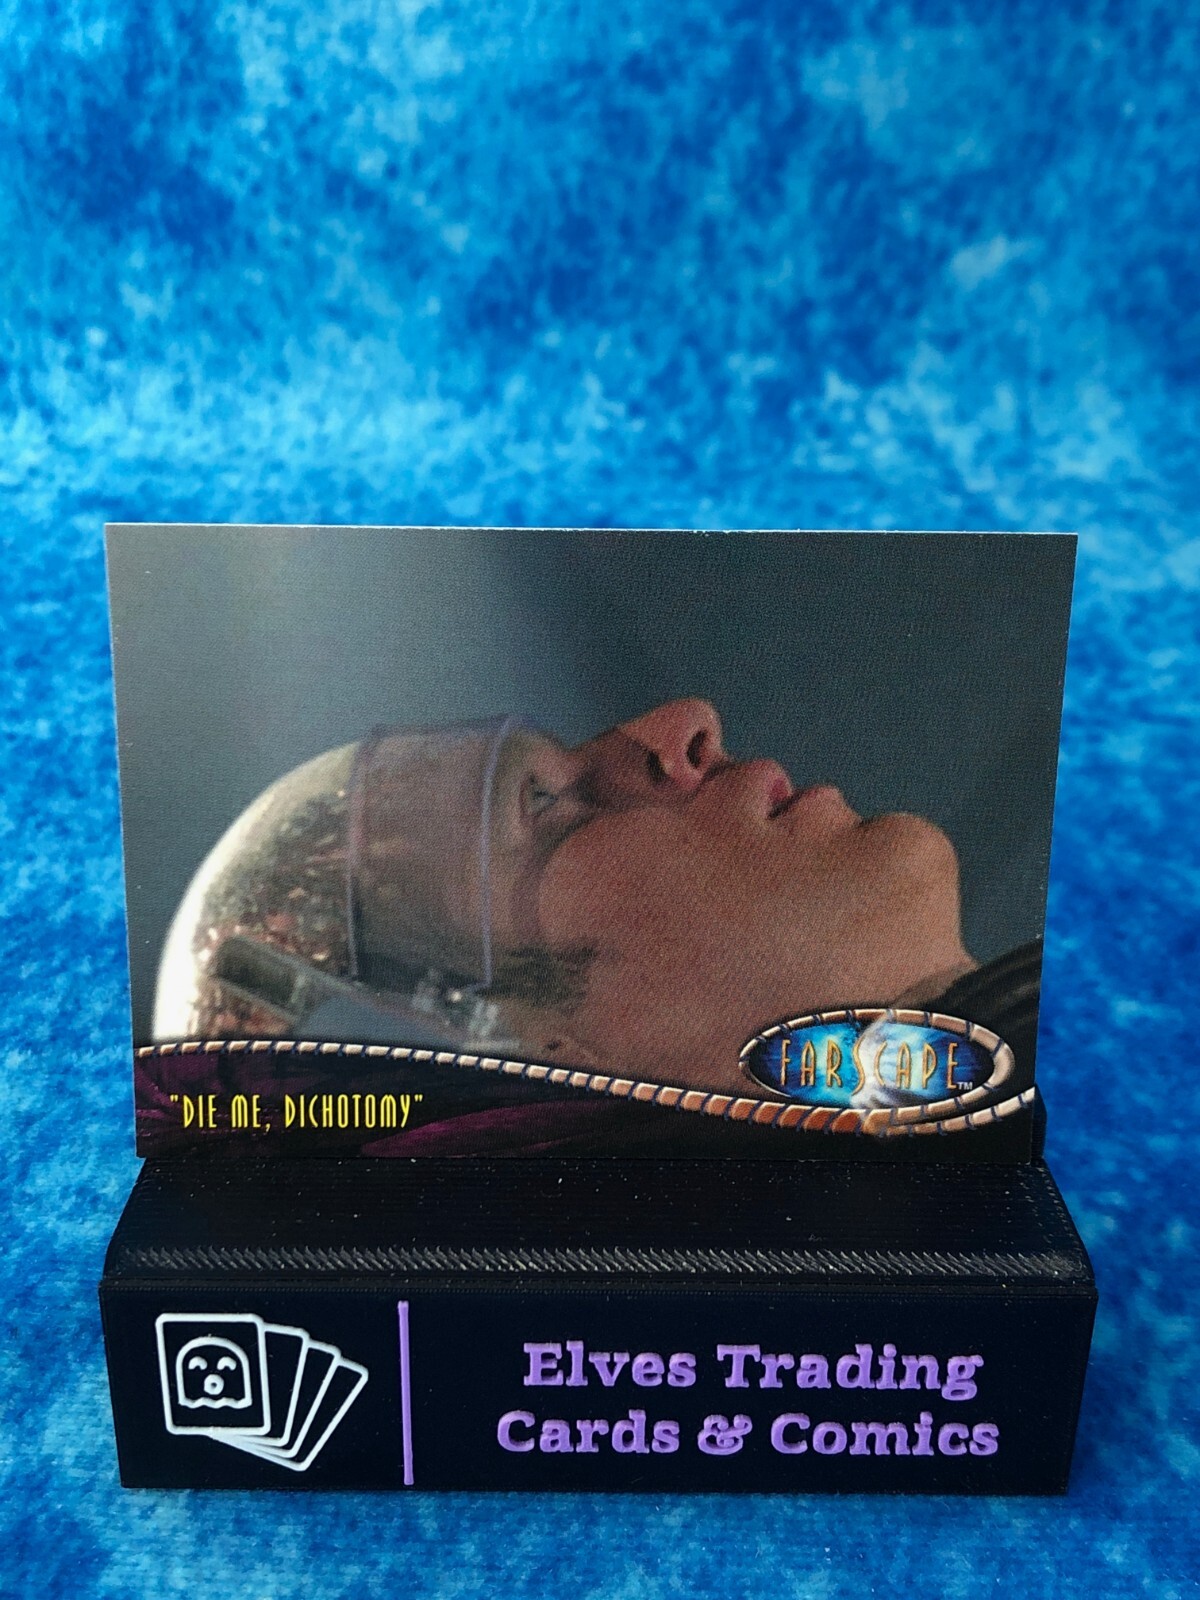 FARSCAPE™
"DIE ME, DICHOTOMY"
Elves Trading
Cards & Comics